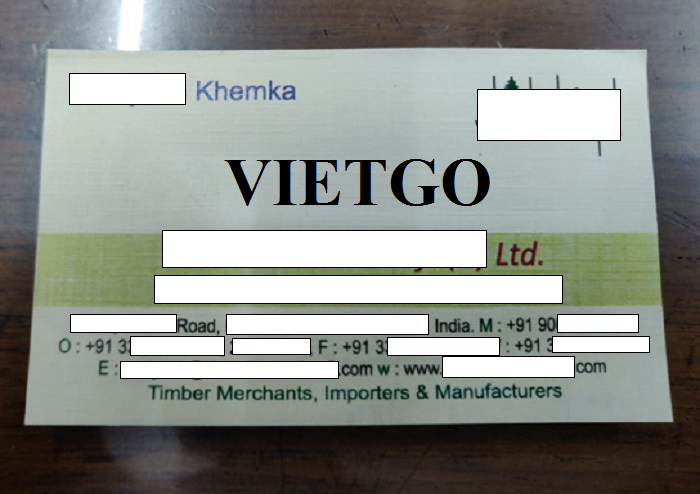 Khemka
VIETGO
Ltd.
Road, India. M : +91 90
O : +91 3 F : +91 3 : +91 3
E : .com w : www. com
Timber Merchants, Importers & Manufacturers